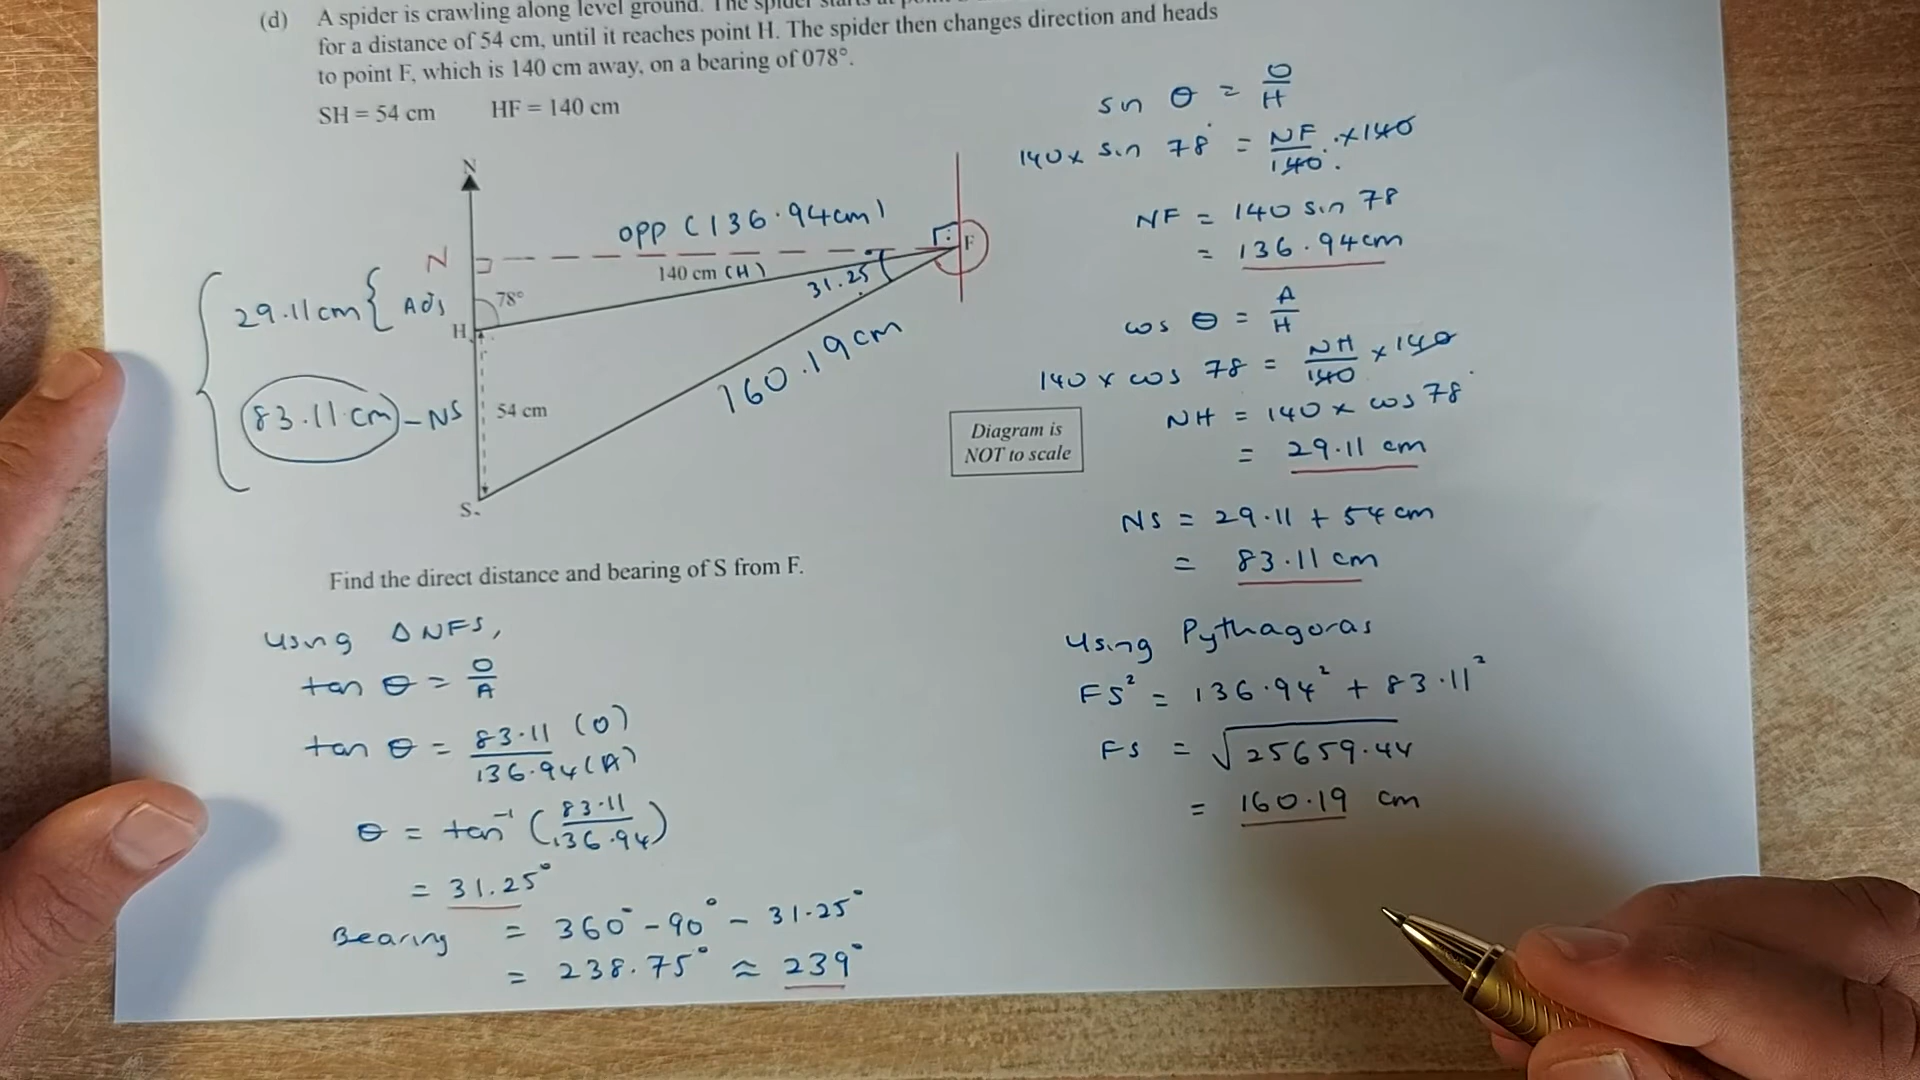 (d) A spider is crawling along level ground. The spider starts at point
for a distance of 54 cm, until it reaches point H. The spider then changes direction and heads
to point F, which is 140 cm away, on a bearing of 078°.
SH = 54 cm HF = 140 cm
N
opp (136.94cm)
N
F
140 cm (H)
31.25
29.11cm { Adj
78°
H
160.19cm
83.11 cm - NS
54 cm
S.
Diagram is
NOT to scale
Find the direct distance and bearing of S from F.
Using Δ NFS,
tan θ = O/A
tan θ = 83.11 (O) / 136.94 (A)
θ = tan⁻¹ (83.11 / 136.94)
= 31.25°
Bearing = 360° - 90° - 31.25°
= 238.75° ≈ 239°
sin θ = O/H
140 x sin 78° = NF/140 x 140
NF = 140 sin 78
= 136.94cm
cos θ = A/H
140 x cos 78 = NH/140 x 140
NH = 140 x cos 78°
= 29.11 cm
NS = 29.11 + 54 cm
= 83.11 cm
Using Pythagoras
FS² = 136.94² + 83.11²
FS = √25659.44
= 160.19 cm